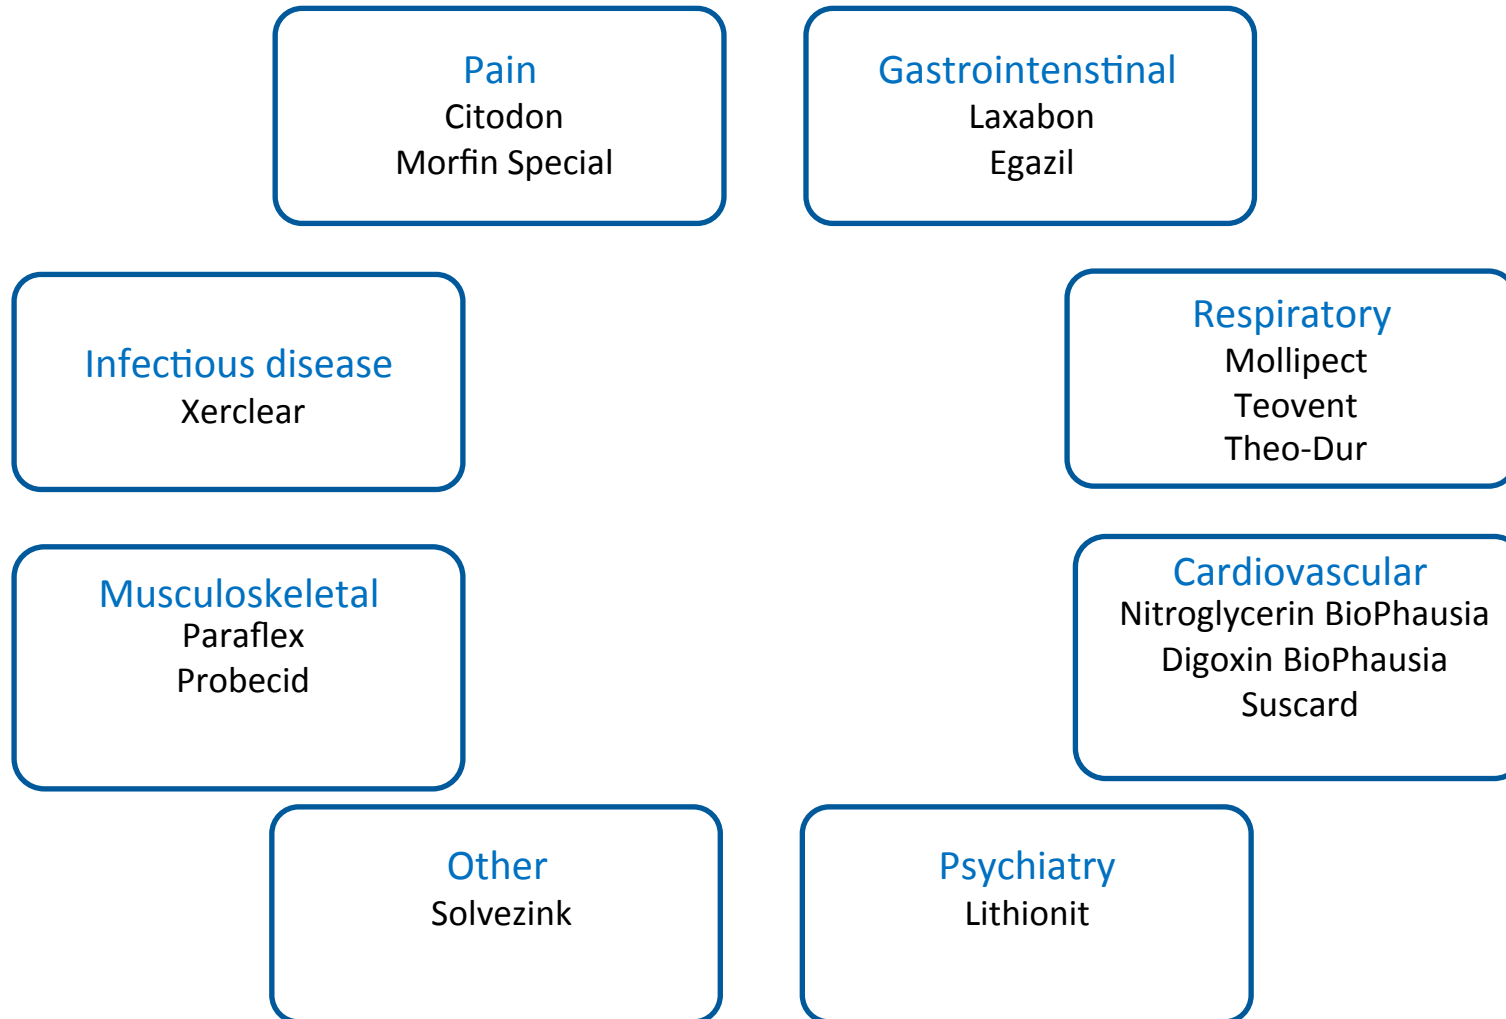 Pain
Citodon
Morfin Special
Gastrointenstinal
Laxabon
Egazil
Infectious disease
Xerclear
Respiratory
Mollipect
Teovent
Theo-Dur
Musculoskeletal
Paraflex
Probecid
Cardiovascular
Nitroglycerin BioPhausia
Digoxin BioPhausia
Suscard
Other
Solvezink
Psychiatry
Lithionit